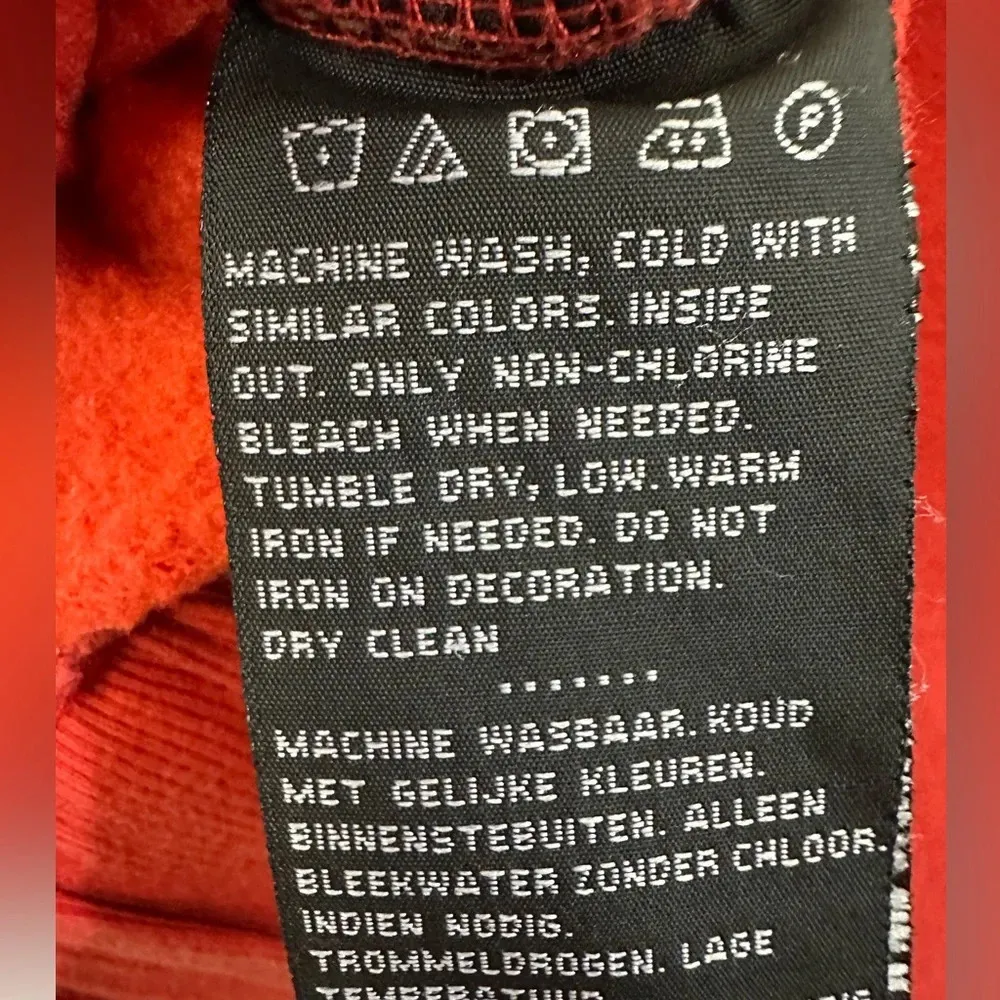 P
MACHINE WASH, COLD WITH
SIMILAR COLORS. INSIDE
OUT. ONLY NON-CHLORINE
BLEACH WHEN NEEDED.
TUMBLE DRY, LOW. WARM
IRON IF NEEDED. DO NOT
IRON ON DECORATION.
DRY CLEAN
.......
MACHINE WASBAAR. KOUD
MET GELIJKE KLEUREN.
BINNENSTEBUITEN. ALLEEN
BLEEKWATER ZONDER CHLOOR.
INDIEN NODIG.
TROMMELDROGEN. LAGE
TEMPERATUUR